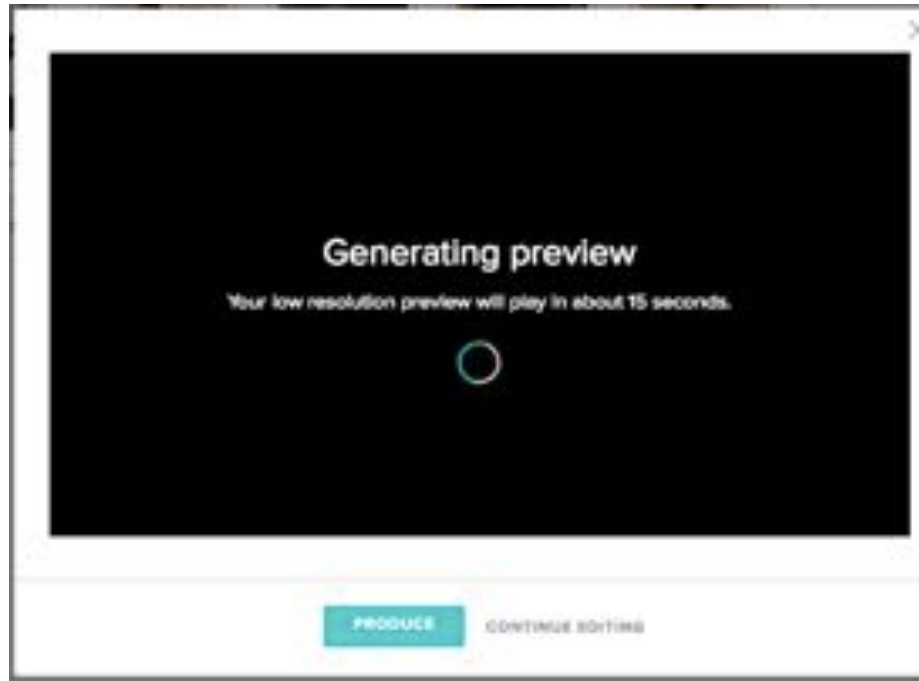 Generating preview
Your low resolution preview will play in about 15 seconds.
PRODUCE
CONTINUE EDITING